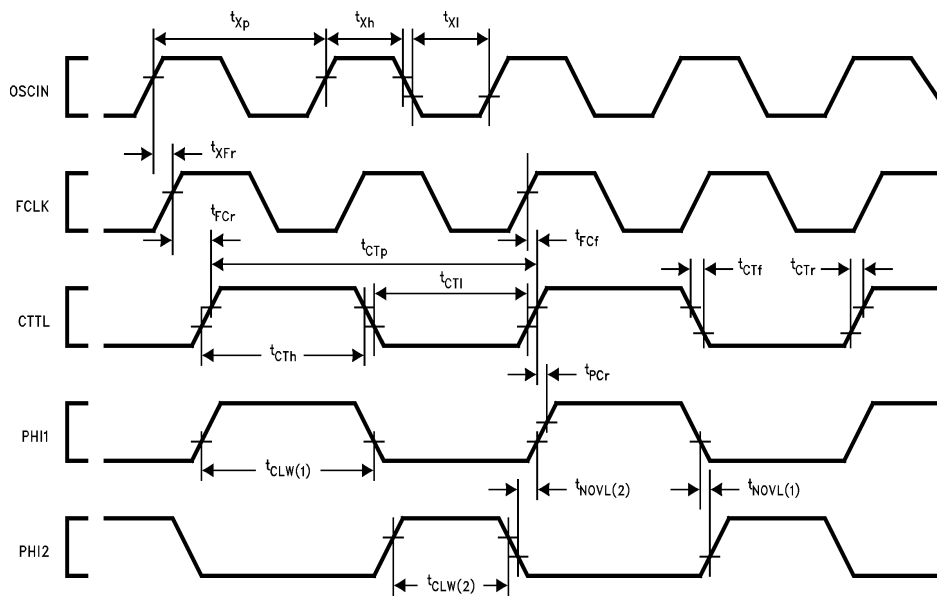 tXp
tXh
tXl
OSCIN
tXFr
FCLK
tFCr
tCTp
tFCf
tCTl
tCTf
tCTr
CTTL
tCTh
tPCr
PHI1
tCLW(1)
tNOVL(2)
tNOVL(1)
PHI2
tCLW(2)